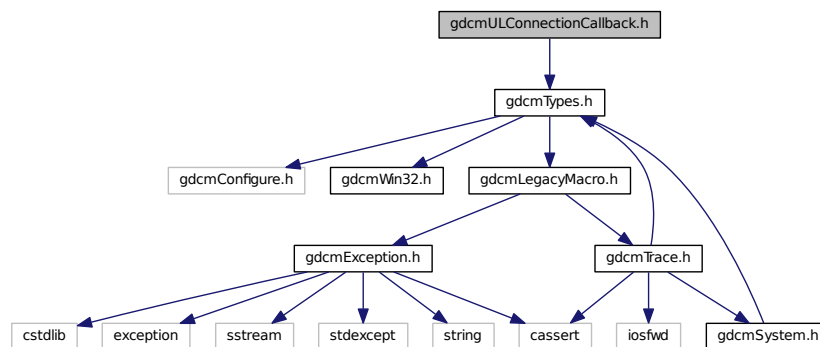 gdcmULConnectionCallback.h
gdcmTypes.h
gdcmConfigure.h
gdcmWin32.h
gdcmLegacyMacro.h
gdcmException.h
gdcmTrace.h
cstdlib
exception
sstream
stdexcept
string
cassert
iosfwd
gdcmSystem.h